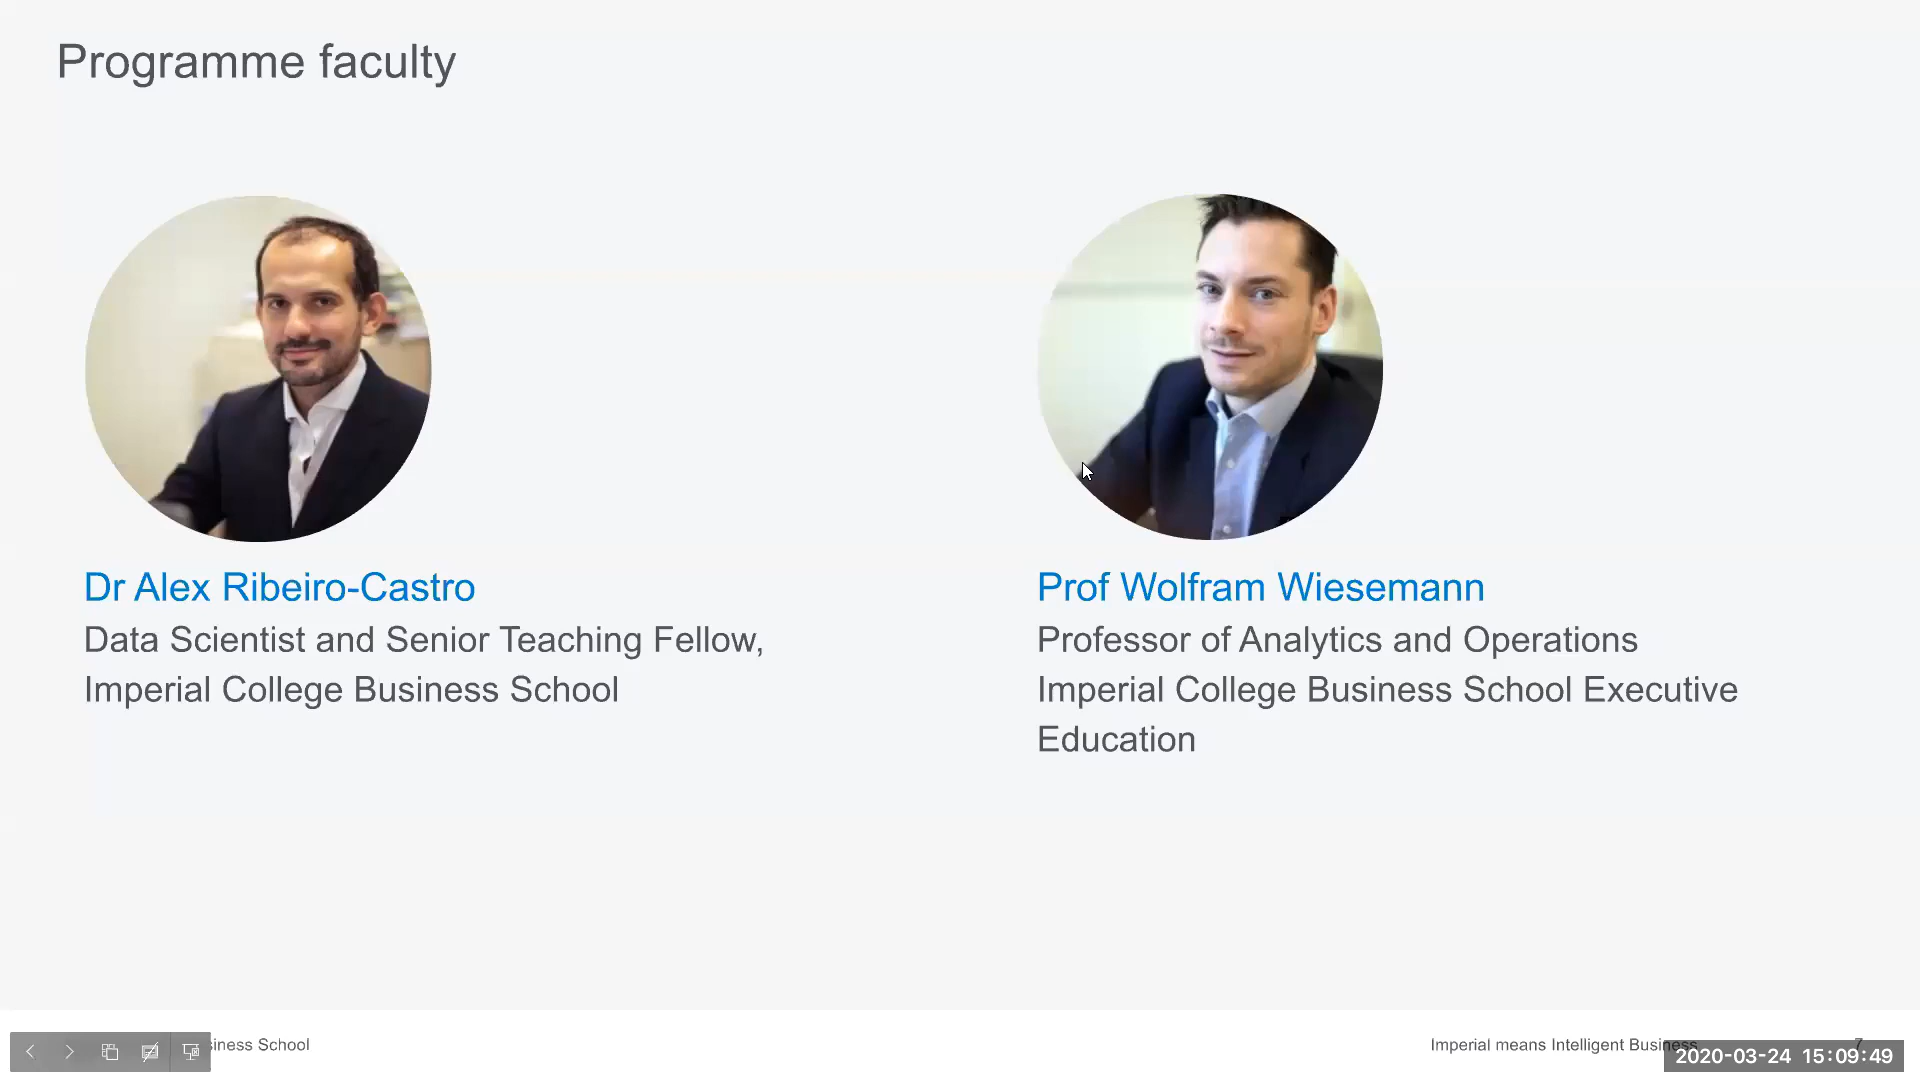 Programme faculty
Dr Alex Ribeiro-Castro
Data Scientist and Senior Teaching Fellow,
Imperial College Business School
Prof Wolfram Wiesemann
Professor of Analytics and Operations
Imperial College Business School Executive
Education
siness School
Imperial means Intelligent Business
7
2020-03-24 15:09:49